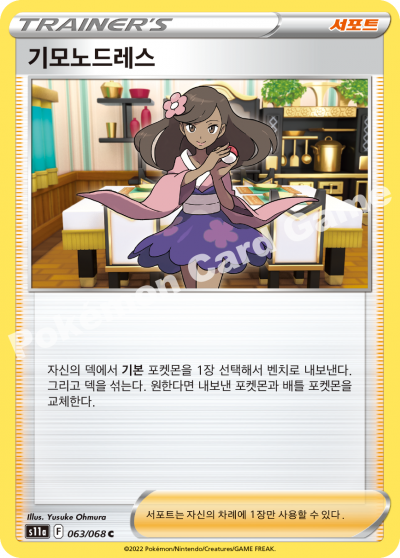 TRAINER'S
서포트
기모노드레스
Pokémon Card Game
자신의 덱에서 기본 포켓몬을 1장 선택해서 벤치로 내보낸다.
그리고 덱을 섞는다. 원한다면 내보낸 포켓몬과 배틀 포켓몬을
교체한다.
Illus. Yusuke Ohmura
s11a F 063/068 C
서포트는 자신의 차례에 1장만 사용할 수 있다.
©2022 Pokémon/Nintendo/Creatures/GAME FREAK.